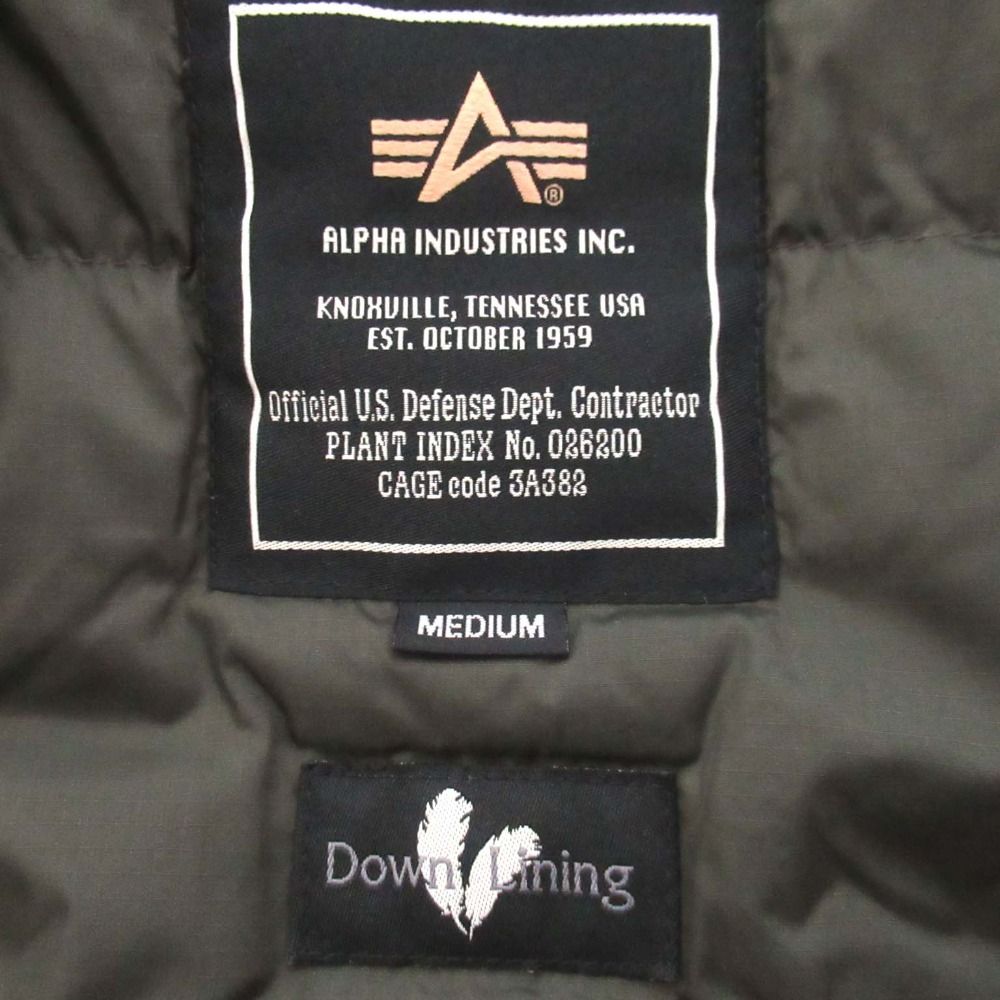 ®
ALPHA INDUSTRIES INC.
KNOXVILLE, TENNESSEE USA
EST. OCTOBER 1959
Official U.S. Defense Dept. Contractor
PLANT INDEX No. 026200
CAGE code 3A382
MEDIUM
Down Lining